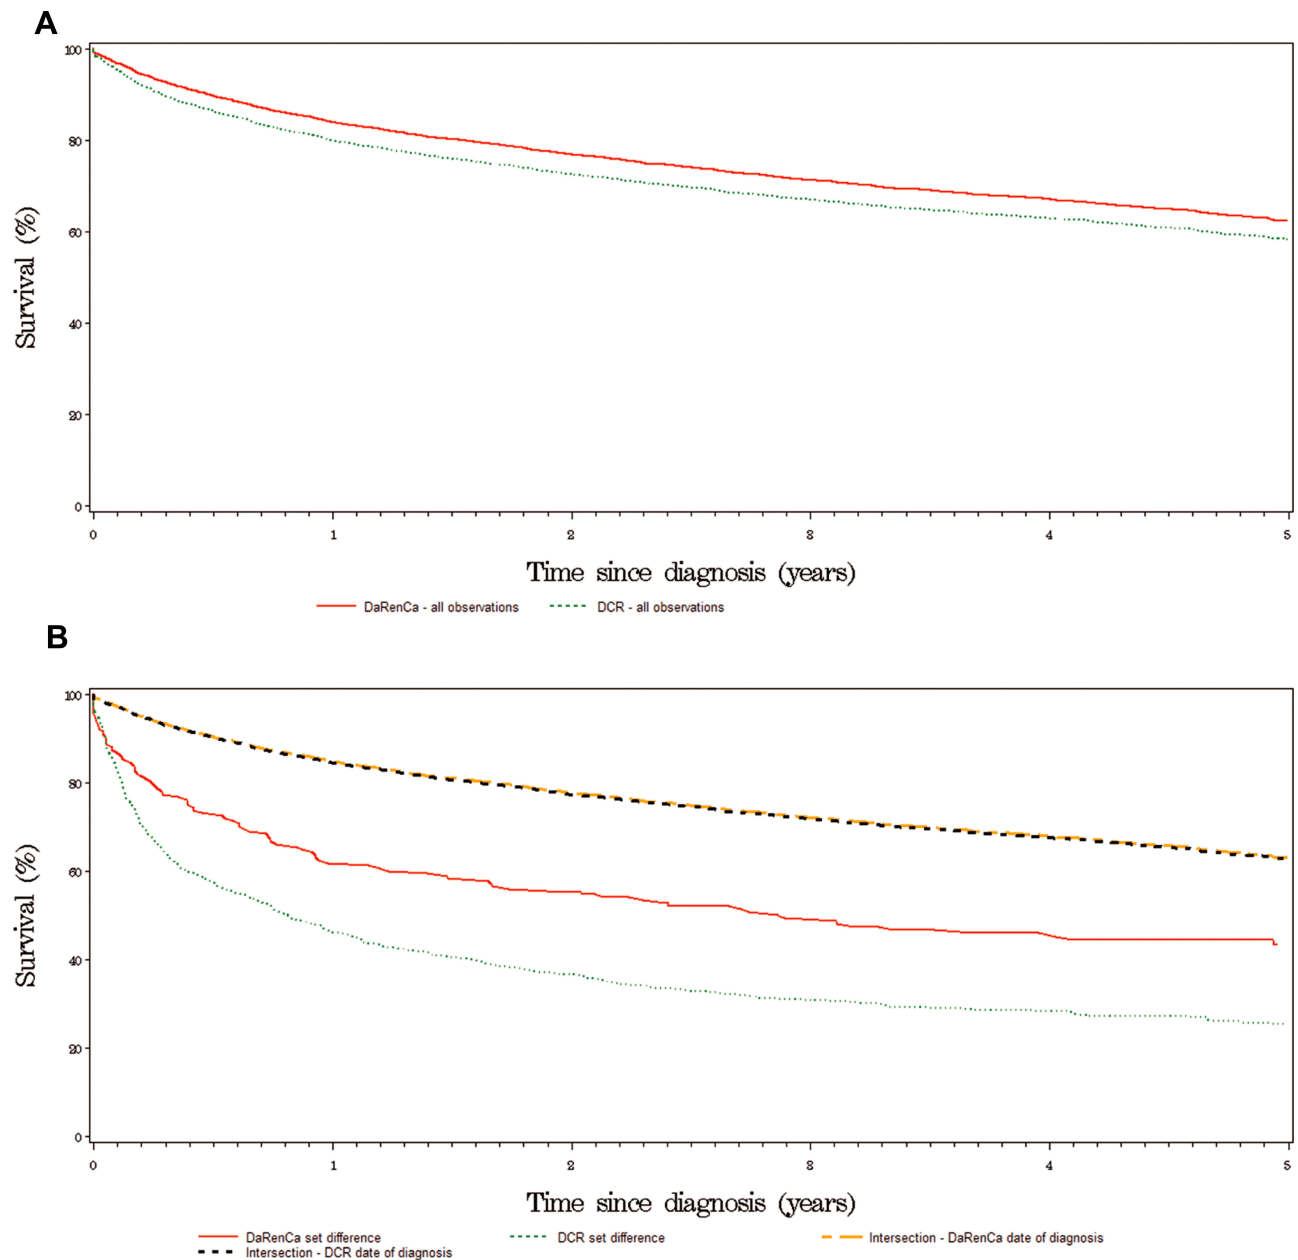 A
100
80
60
40
20
0
Survival (%)
0 1 2 3 4 5
Time since diagnosis (years)
DaRenCa - all observations DCR - all observations
B
100
80
60
40
20
0
Survival (%)
0 1 2 3 4 5
Time since diagnosis (years)
DaRenCa set difference DCR set difference Intersection - DaRenCa date of diagnosis
Intersection - DCR date of diagnosis